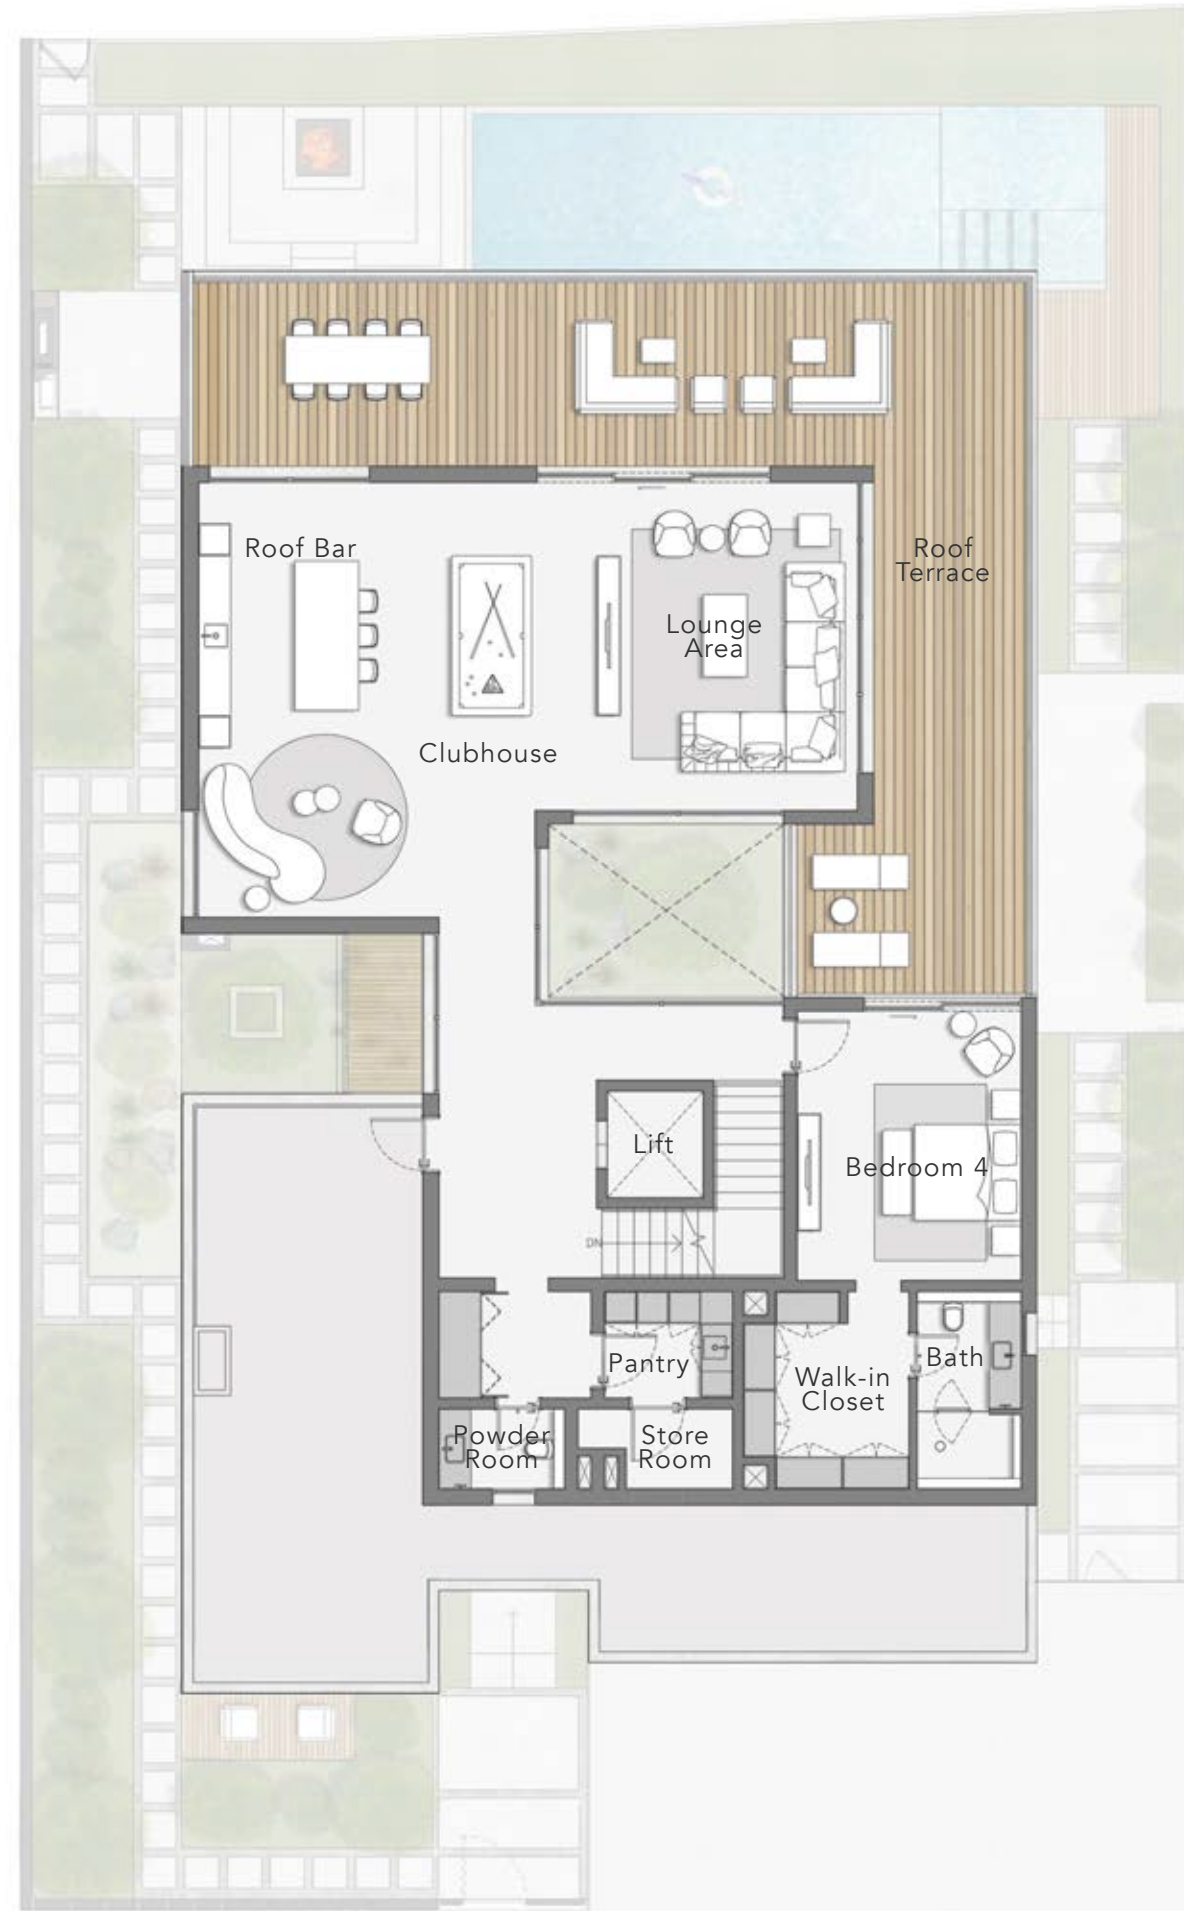 Roof Bar
Roof
Terrace
Lounge
Area
Clubhouse
Lift
Bedroom 4
DN
Pantry
Bath
Walk-in
Closet
Powder
Room
Store
Room